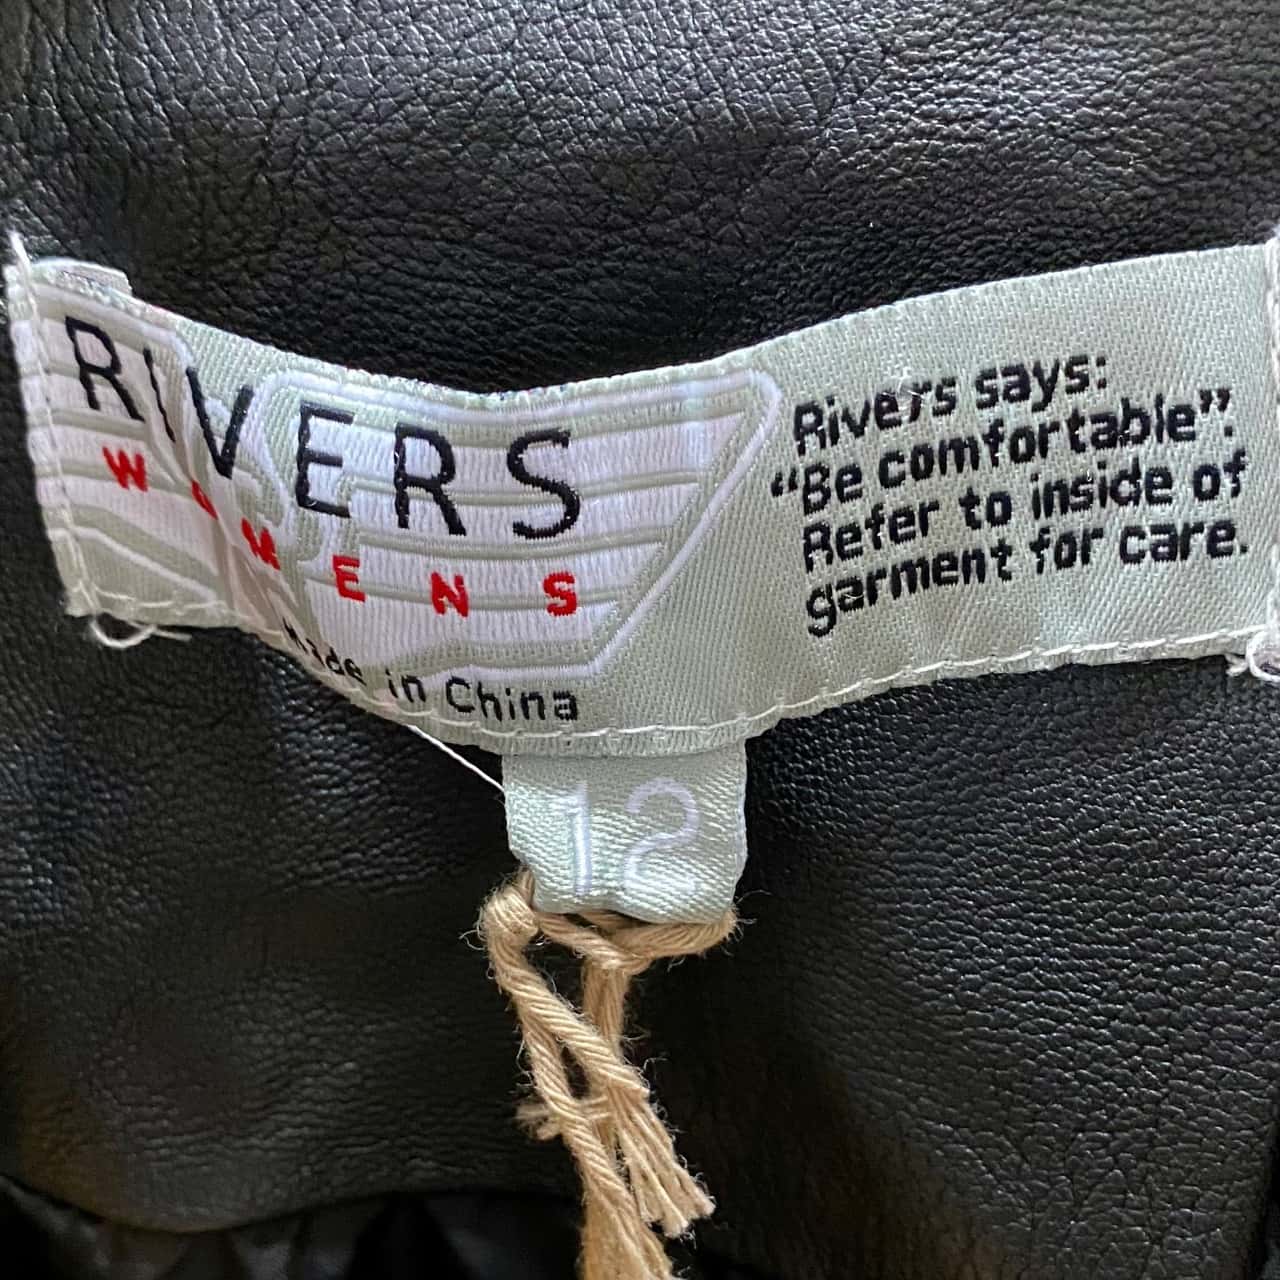 RIVERS
WOMENS
Made in China
Rivers says:
“Be comfortable”.
Refer to inside of
garment for care.
12